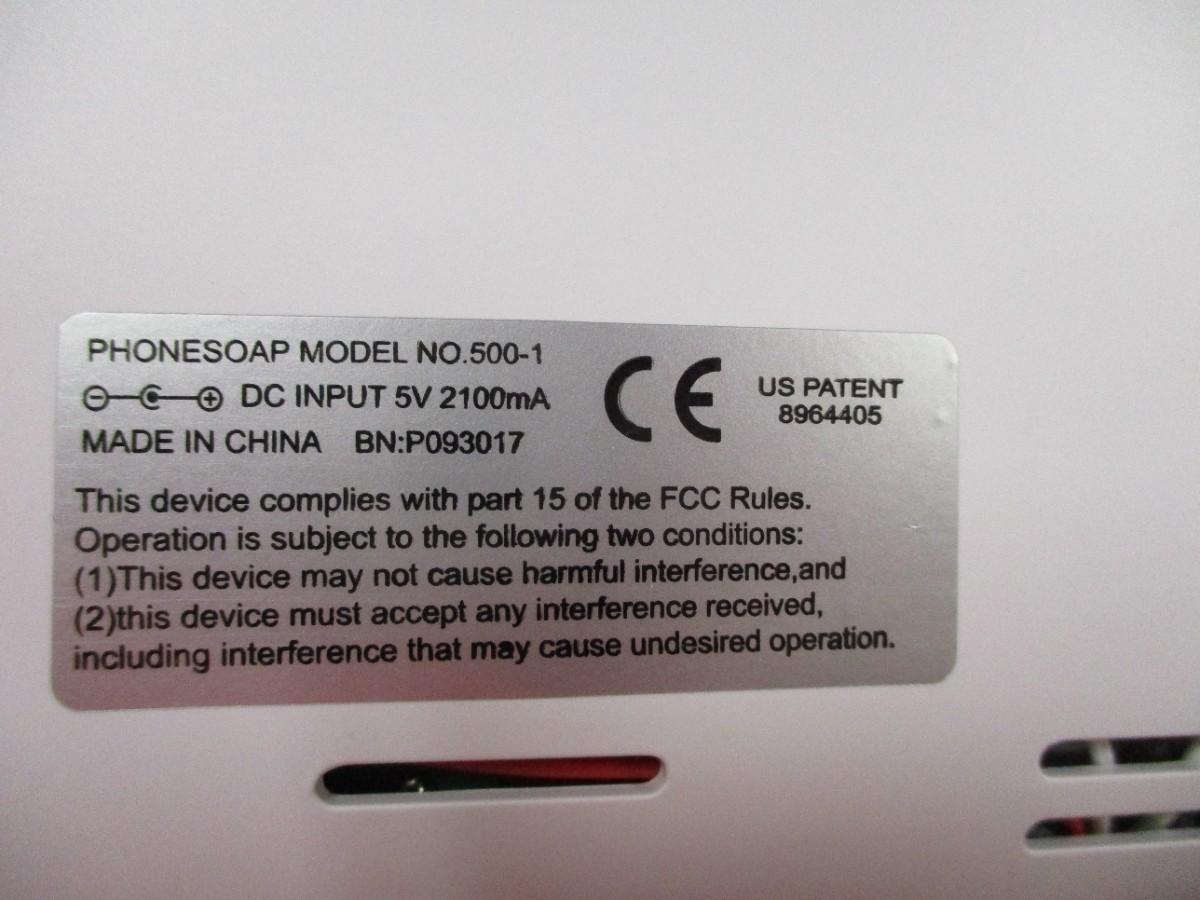 PHONESOAP MODEL NO.500-1
DC INPUT 5V 2100mA
MADE IN CHINA BN:P093017
CE
US PATENT
8964405
This device complies with part 15 of the FCC Rules.
Operation is subject to the following two conditions:
(1)This device may not cause harmful interference,and
(2)this device must accept any interference received,
including interference that may cause undesired operation.